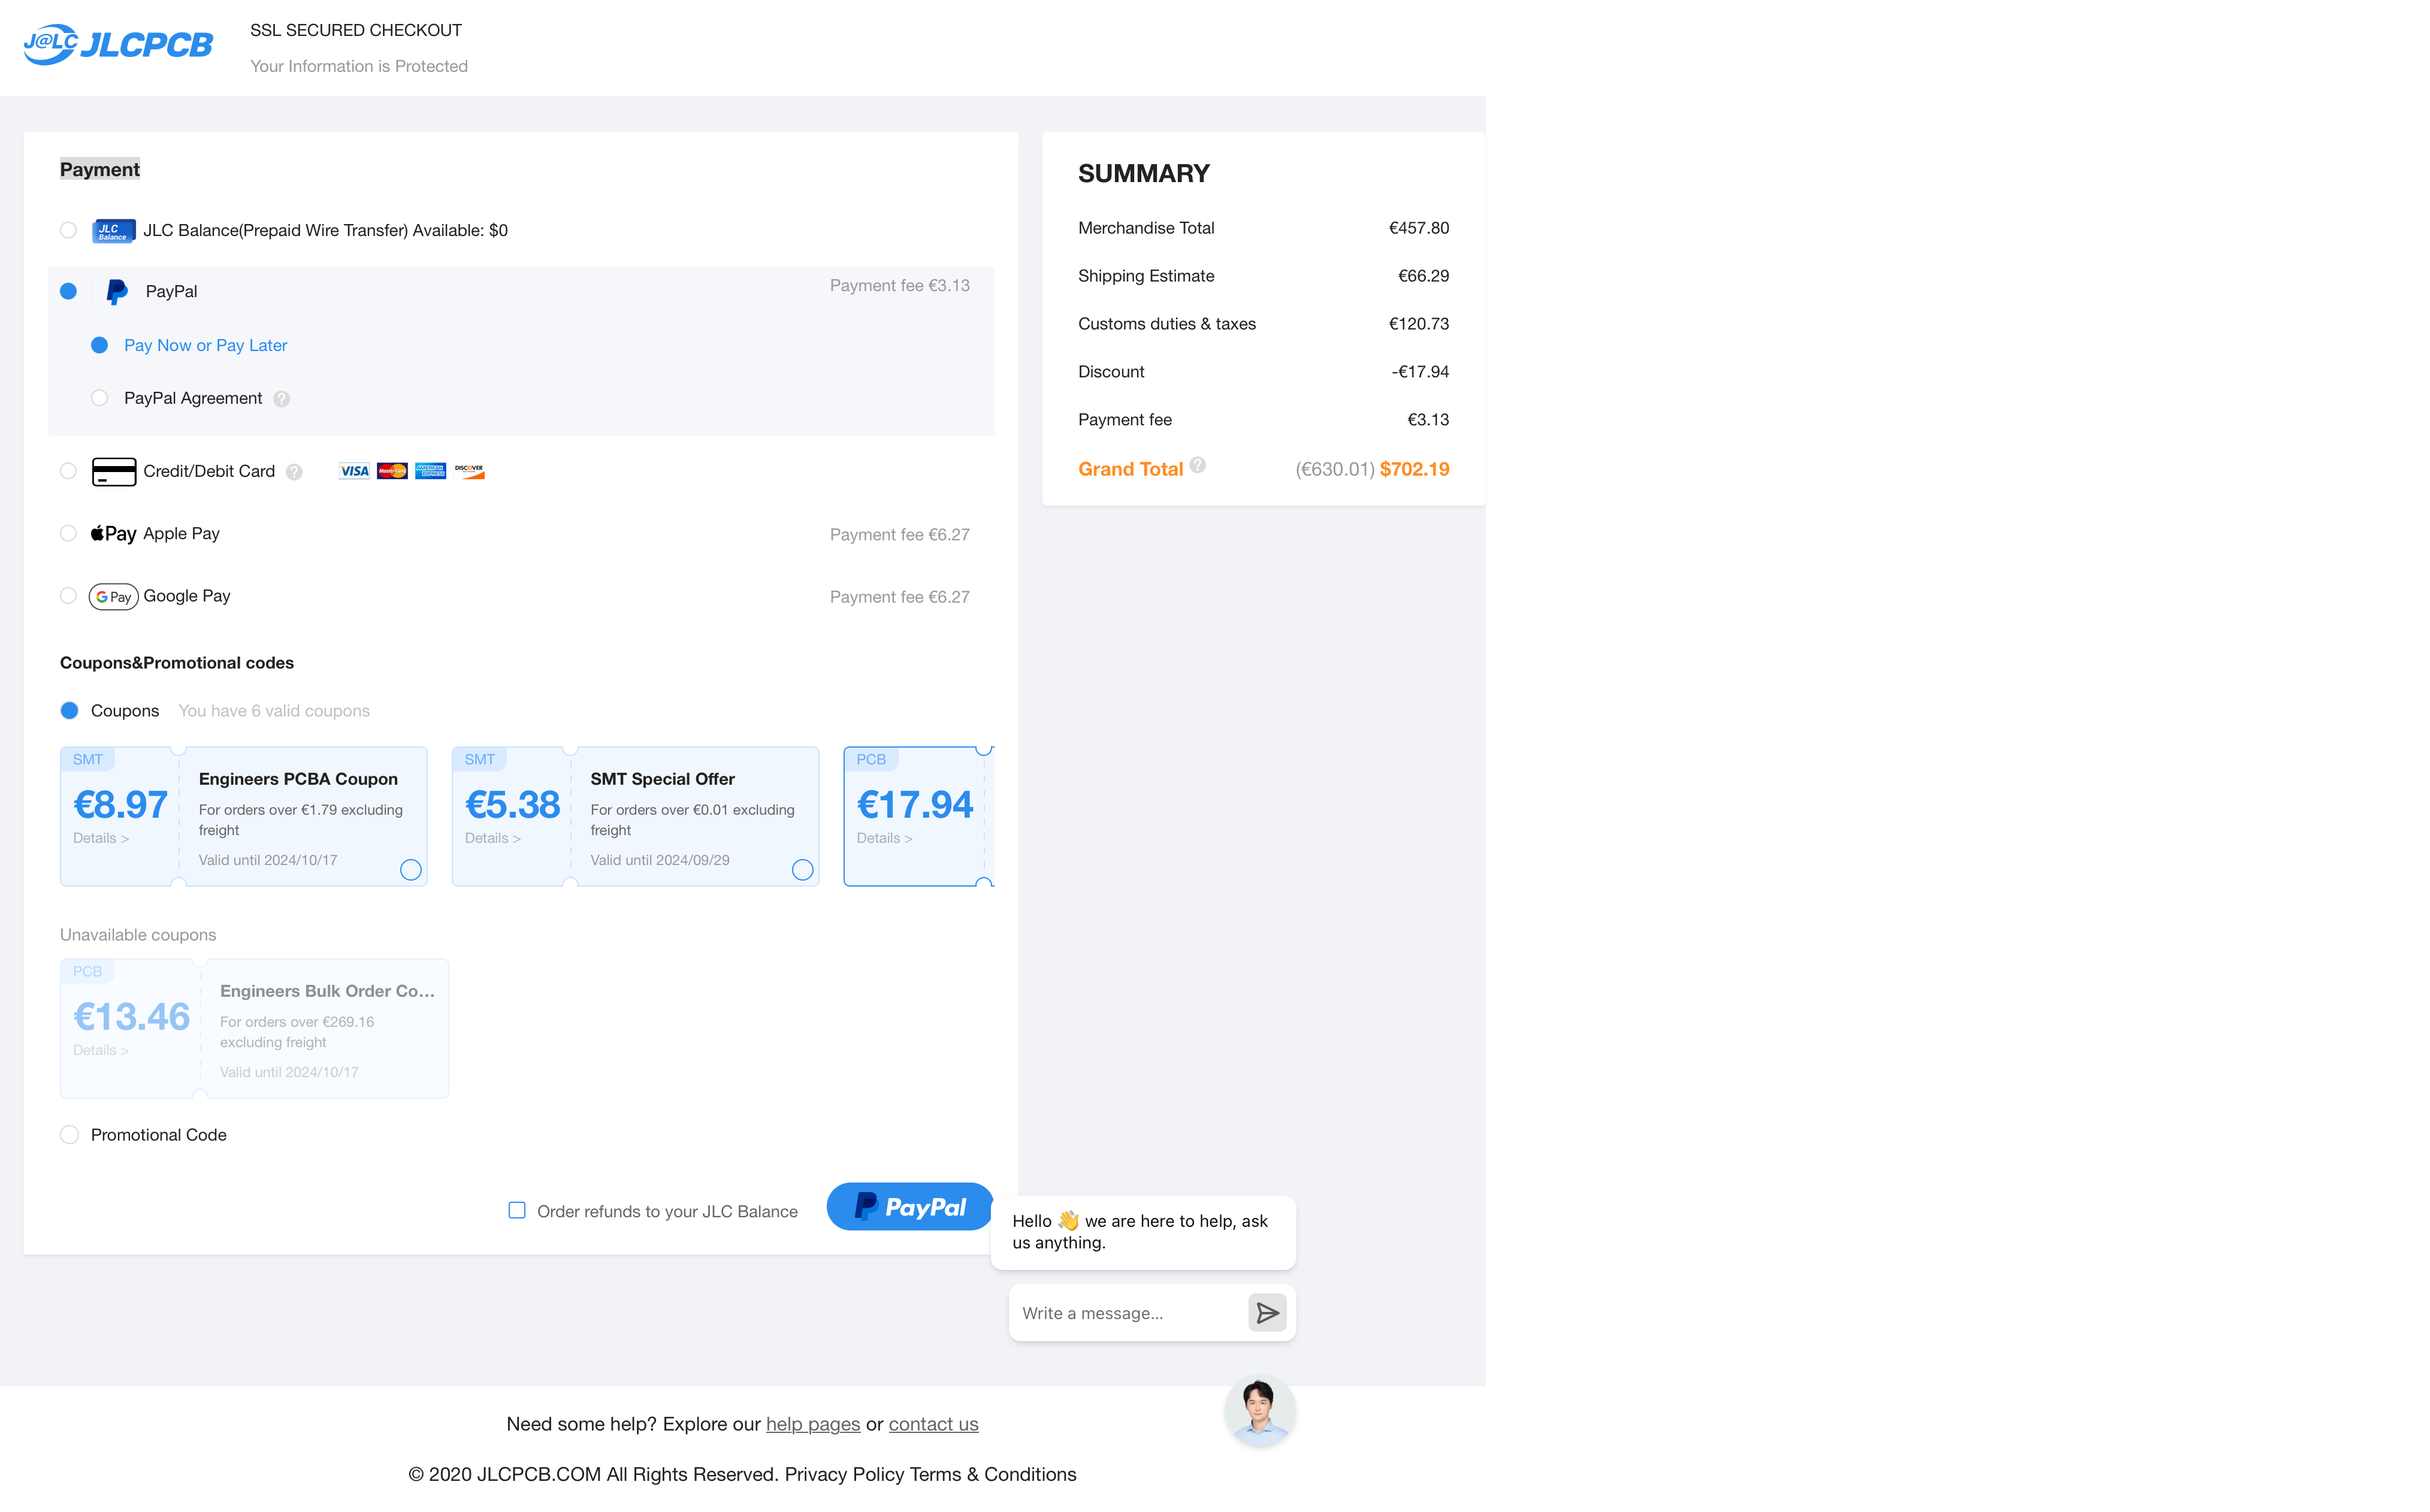 J@LC JLCPCB
SSL SECURED CHECKOUT
Your Information is Protected
Payment
JLC Balance JLC Balance(Prepaid Wire Transfer) Available: $0
PayPal Payment fee €3.13
Pay Now or Pay Later
PayPal Agreement ?
Credit/Debit Card ? VISA MasterCard AMERICAN EXPRESS DISCOVER
Pay Apple Pay Payment fee €6.27
G Pay Google Pay Payment fee €6.27
Coupons&Promotional codes
Coupons You have 6 valid coupons
SMT
€8.97
Details >
Engineers PCBA Coupon
For orders over €1.79 excluding
freight
Valid until 2024/10/17
SMT
€5.38
Details >
SMT Special Offer
For orders over €0.01 excluding
freight
Valid until 2024/09/29
PCB
€17.94
Details >
Unavailable coupons
PCB
€13.46
Details >
Engineers Bulk Order Co...
For orders over €269.16
excluding freight
Valid until 2024/10/17
Promotional Code
Order refunds to your JLC Balance
PayPal
SUMMARY
Merchandise Total €457.80
Shipping Estimate €66.29
Customs duties & taxes €120.73
Discount -€17.94
Payment fee €3.13
Grand Total ? (€630.01) $702.19
Hello 👋 we are here to help, ask
us anything.
Write a message...
Need some help? Explore our help pages or contact us
© 2020 JLCPCB.COM All Rights Reserved. Privacy Policy Terms & Conditions